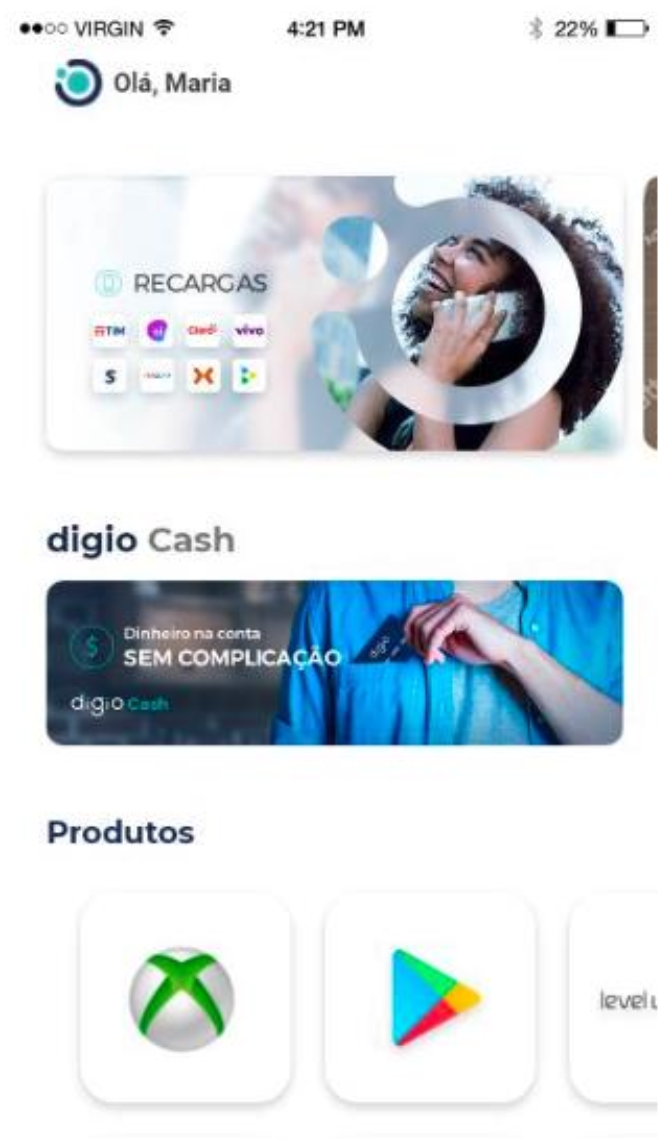 VIRGIN
4:21 PM
22%
Olá, Maria
RECARGAS
TIM
oi
Claro
vivo
S
digio Cash
Dinheiro na conta
SEM COMPLICAÇÃO
digio
digio Cash
Produtos
level u